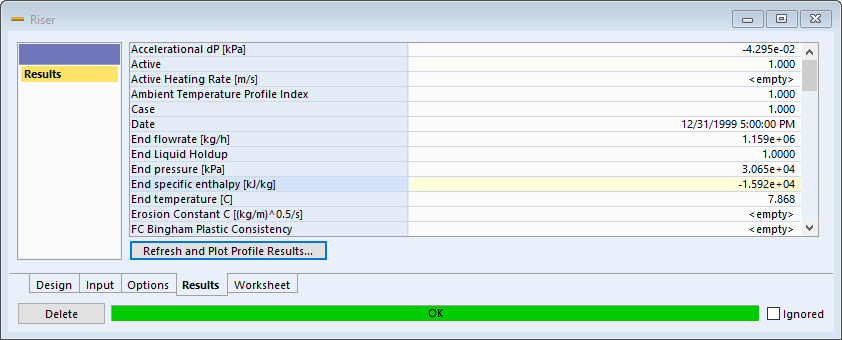 Riser
Results
Accelerational dP [kPa] -4.295e-02
Active 1.000
Active Heating Rate [m/s] <empty>
Ambient Temperature Profile Index 1.000
Case 1.000
Date 12/31/1999 5:00:00 PM
End flowrate [kg/h] 1.159e+06
End Liquid Holdup 1.0000
End pressure [kPa] 3.065e+04
End specific enthalpy [kJ/kg] -1.592e+04
End temperature [C] 7.868
Erosion Constant C [(kg/m)^0.5/s] <empty>
FC Bingham Plastic Consistency <empty>
Refresh and Plot Profile Results...
Design Input Options Results Worksheet
Delete OK Ignored